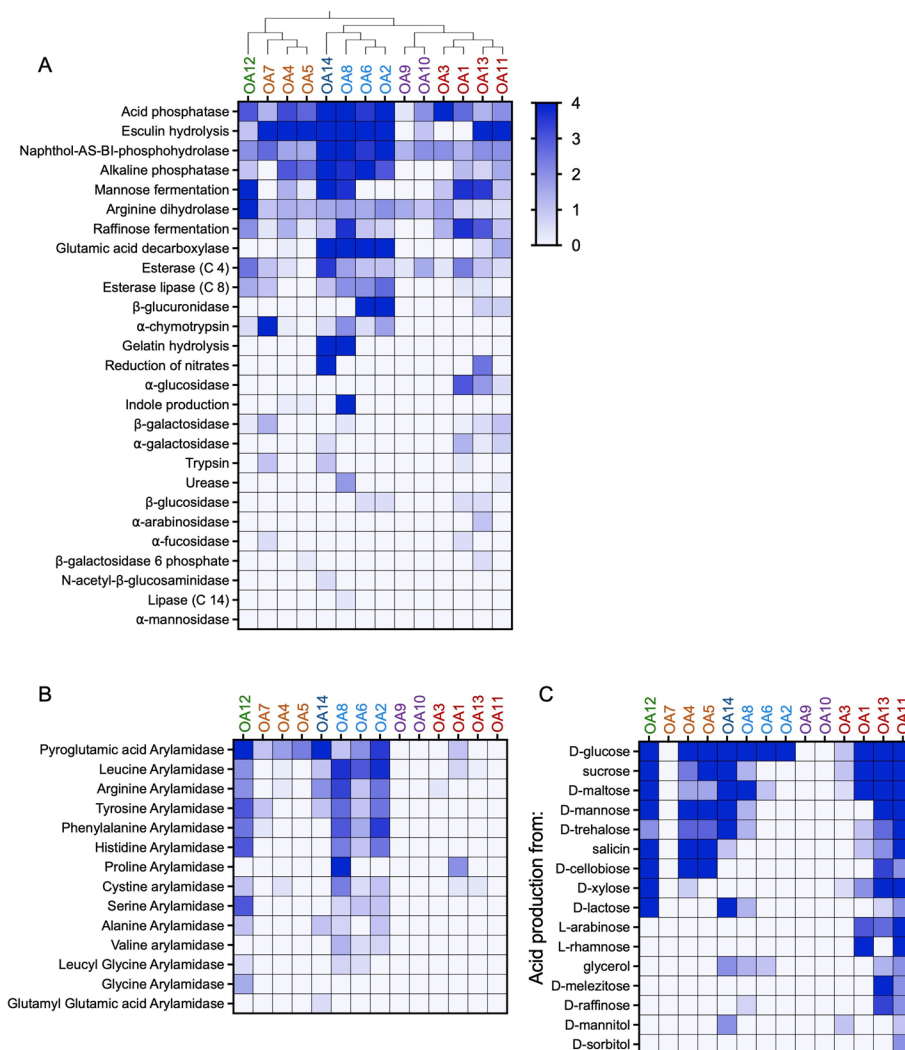 A
OA12 OA7 OA4 OA5 OA14 OA8 OA6 OA2 OA9 OA10 OA3 OA1 OA13 OA11
Acid phosphatase
Esculin hydrolysis
Naphthol-AS-BI-phosphohydrolase
Alkaline phosphatase
Mannose fermentation
Arginine dihydrolase
Raffinose fermentation
Glutamic acid decarboxylase
Esterase (C 4)
Esterase lipase (C 8)
β-glucuronidase
α-chymotrypsin
Gelatin hydrolysis
Reduction of nitrates
α-glucosidase
Indole production
β-galactosidase
α-galactosidase
Trypsin
Urease
β-glucosidase
α-arabinosidase
α-fucosidase
β-galactosidase 6 phosphate
N-acetyl-β-glucosaminidase
Lipase (C 14)
α-mannosidase
4
3
2
1
0
B
OA12 OA7 OA4 OA5 OA14 OA8 OA6 OA2 OA9 OA10 OA3 OA1 OA13 OA11
Pyroglutamic acid Arylamidase
Leucine Arylamidase
Arginine Arylamidase
Tyrosine Arylamidase
Phenylalanine Arylamidase
Histidine Arylamidase
Proline Arylamidase
Cystine arylamidase
Serine Arylamidase
Alanine Arylamidase
Valine arylamidase
Leucyl Glycine Arylamidase
Glycine Arylamidase
Glutamyl Glutamic acid Arylamidase
C
OA12 OA7 OA4 OA5 OA14 OA8 OA6 OA2 OA9 OA10 OA3 OA1 OA13 OA11
Acid production from:
D-glucose
sucrose
D-maltose
D-mannose
D-trehalose
salicin
D-cellobiose
D-xylose
D-lactose
L-arabinose
L-rhamnose
glycerol
D-melezitose
D-raffinose
D-mannitol
D-sorbitol